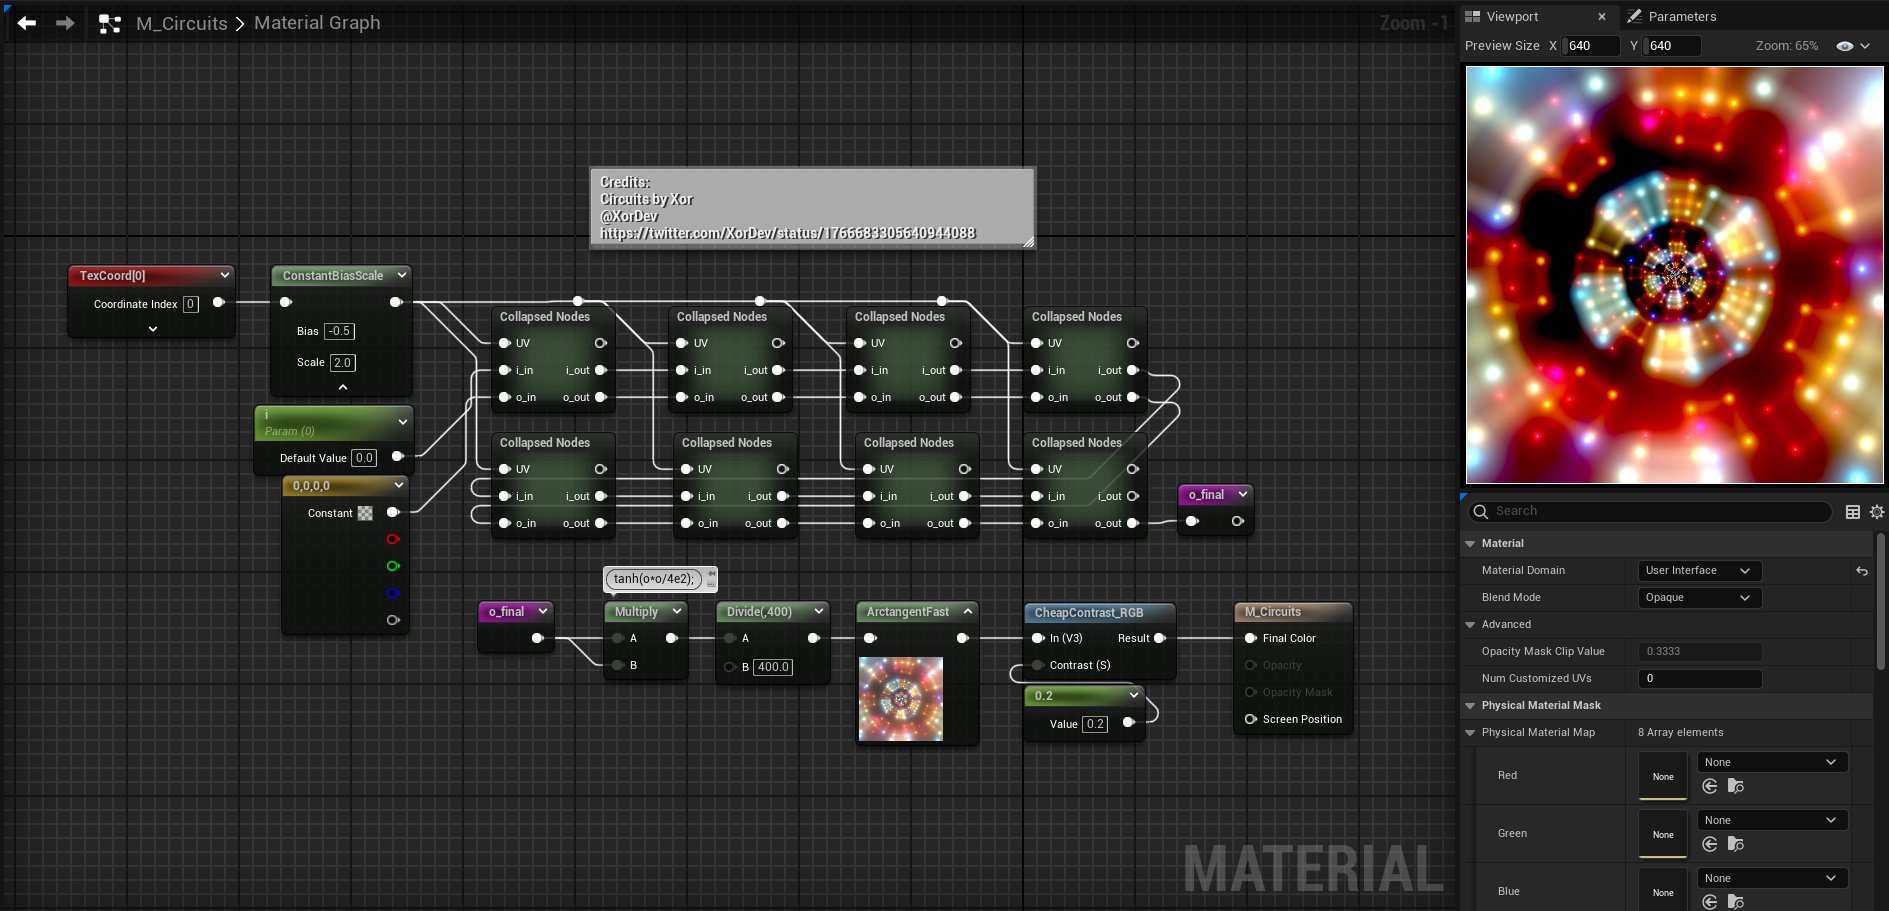 M_Circuits > Material Graph
Zoom -1
Credits:
Circuits by Xor
@XorDev
https://twitter.com/XorDev/status/1766683305640944088
TexCoord[0]
Coordinate Index 0
ConstantBiasScale
Bias -0.5
Scale 2.0
i
Param (0)
Default Value 0.0
0,0,0,0
Constant
Collapsed Nodes
UV
i_in i_out
o_in o_out
Collapsed Nodes
UV
i_in i_out
o_in o_out
Collapsed Nodes
UV
i_in i_out
o_in o_out
Collapsed Nodes
UV
i_in i_out
o_in o_out
Collapsed Nodes
UV
i_in i_out
o_in o_out
Collapsed Nodes
UV
i_in i_out
o_in o_out
Collapsed Nodes
UV
i_in i_out
o_in o_out
Collapsed Nodes
UV
i_in i_out
o_in o_out
o_final
tanh(o*o/4e2);
o_final
Multiply
A
B
Divide(,400)
A
B 400.0
ArctangentFast
CheapContrast_RGB
In (V3) Result
Contrast (S)
0.2
Value 0.2
M_Circuits
Final Color
Opacity
Opacity Mask
Screen Position
MATERIAL
Viewport × Parameters
Preview Size X 640 Y 640 Zoom: 65%
Search
Material
Material Domain User Interface
Blend Mode Opaque
Advanced
Opacity Mask Clip Value 0.3333
Num Customized UVs 0
Physical Material Mask
Physical Material Map 8 Array elements
Red None None
Green None None
Blue None None